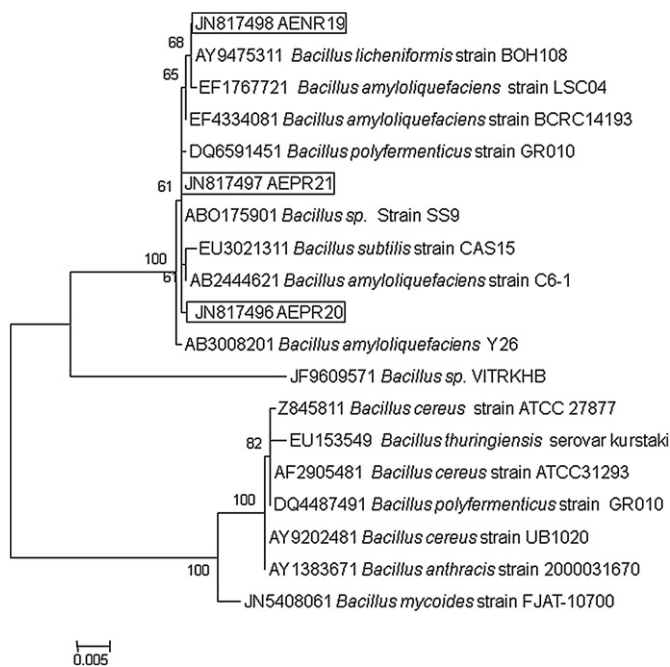 JN817498 AENR19
68
AY9475311 Bacillus licheniformis strain BOH108
65
EF1767721 Bacillus amyloliquefaciens strain LSC04
EF4334081 Bacillus amyloliquefaciens strain BCRC14193
DQ6591451 Bacillus polyfermenticus strain GR010
61
JN817497 AEPR21
ABO175901 Bacillus sp. Strain SS9
EU3021311 Bacillus subtilis strain CAS15
100
61
AB2444621 Bacillus amyloliquefaciens strain C6-1
JN817496 AEPR20
AB3008201 Bacillus amyloliquefaciens Y26
JF9609571 Bacillus sp. VITRKHB
Z845811 Bacillus cereus strain ATCC 27877
82
EU153549 Bacillus thuringiensis serovar kurstaki
AF2905481 Bacillus cereus strain ATCC31293
100
DQ4487491 Bacillus polyfermenticus strain GR010
AY9202481 Bacillus cereus strain UB1020
100
AY1383671 Bacillus anthracis strain 2000031670
JN5408061 Bacillus mycoides strain FJAT-10700
0.005